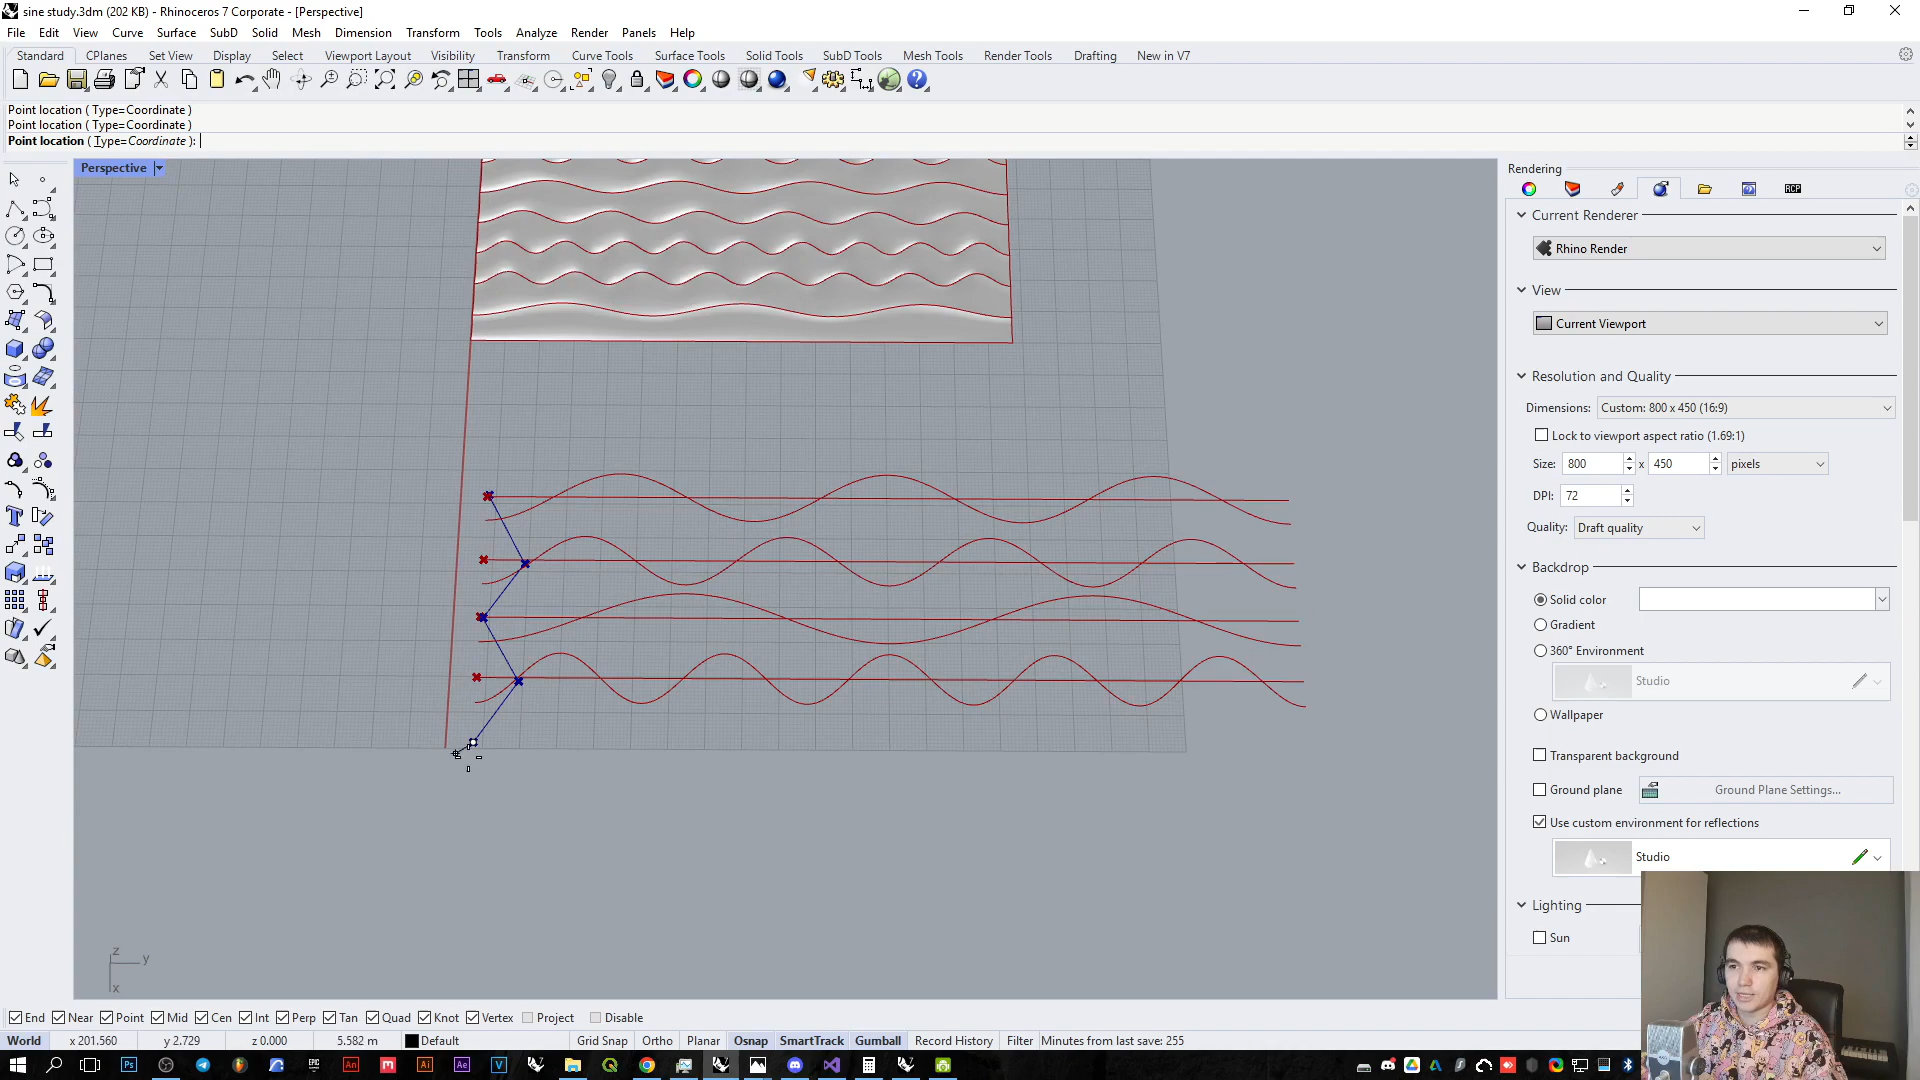 sine study.3dm (202 KB) - Rhinoceros 7 Corporate - [Perspective]
File Edit View Curve Surface SubD Solid Mesh Dimension Transform Tools Analyze Render Panels Help
Standard CPlanes Set View Display Select Viewport Layout Visibility Transform Curve Tools Surface Tools Solid Tools SubD Tools Mesh Tools Render Tools Drafting New in V7
Point location ( Type=Coordinate )
Point location ( Type=Coordinate )
Point location ( Type=Coordinate ):
Perspective
Rendering
RCP
Current Renderer
Rhino Render
View
Current Viewport
Resolution and Quality
Dimensions: Custom: 800 x 450 (16:9)
Lock to viewport aspect ratio (1.69:1)
Size: 800 x 450 pixels
DPI: 72
Quality: Draft quality
Backdrop
Solid color
Gradient
360° Environment
Studio
Wallpaper
Transparent background
Ground plane Ground Plane Settings...
Use custom environment for reflections
Studio
Lighting
Sun
z
y
x
End Near Point Mid Cen Int Perp Tan Quad Knot Vertex Project Disable
World x 201.560 y 2.729 z 0.000 5.582 m Default Grid Snap Ortho Planar Osnap SmartTrack Gumball Record History Filter Minutes from last save: 255
Ps EPIC An m Ai Ae V